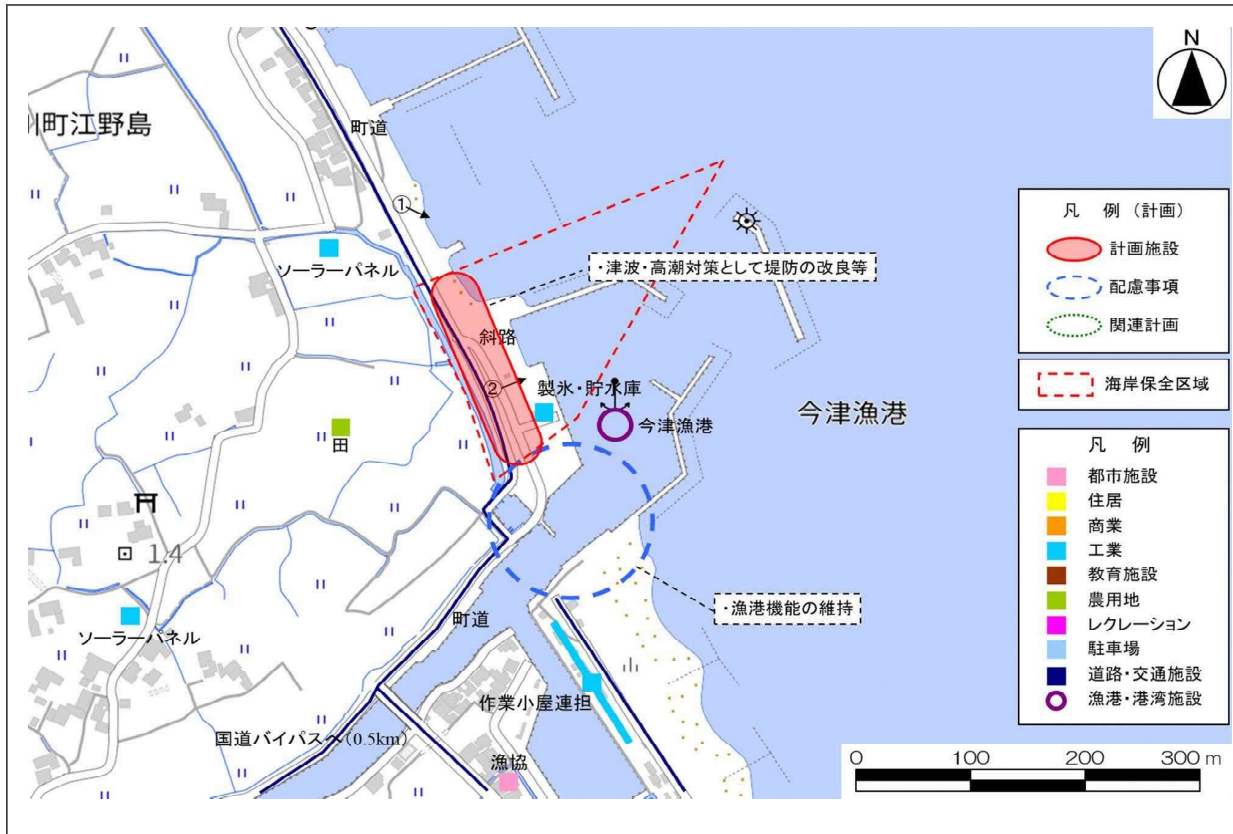 N
町道
川町江野島
①
ソーラーパネル
・津波・高潮対策として堤防の改良等
斜路
②
製氷・貯氷庫
今津漁港
今津漁港
田
1.4
ソーラーパネル
町道
・漁港機能の維持
作業小屋連担
国道バイパスへ(0.5km)
漁協
凡 例 (計画)
計画施設
配慮事項
関連計画
海岸保全区域
凡 例
都市施設
住居
商業
工業
教育施設
農用地
レクレーション
駐車場
道路・交通施設
漁港・港湾施設
0 100 200 300 m